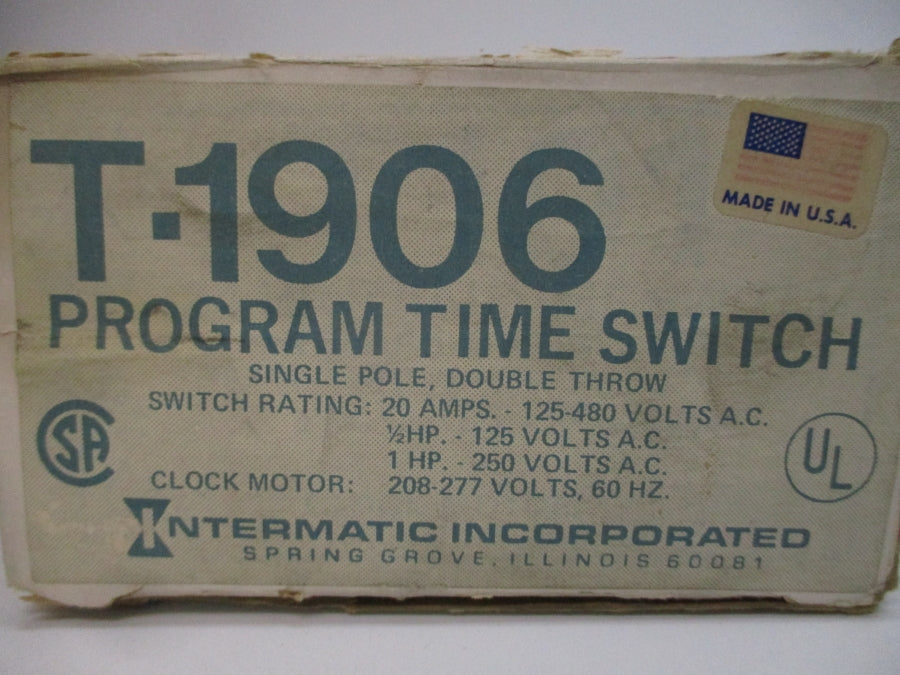 T-1906
MADE IN U.S.A.
PROGRAM TIME SWITCH
SINGLE POLE, DOUBLE THROW
SWITCH RATING: 20 AMPS. - 125-480 VOLTS A.C.
½HP. - 125 VOLTS A.C.
1 HP. - 250 VOLTS A.C.
CLOCK MOTOR: 208-277 VOLTS, 60 HZ.
SA
UL
INTERMATIC INCORPORATED
SPRING GROVE, ILLINOIS 60081